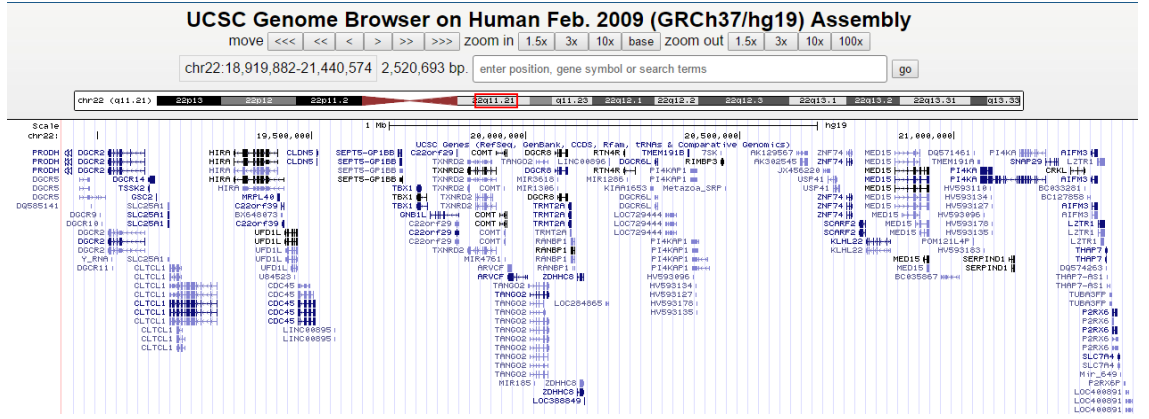 UCSC Genome Browser on Human Feb. 2009 (GRCh37/hg19) Assembly
move <<< << < > >> >>> zoom in 1.5x 3x 10x base zoom out 1.5x 3x 10x 100x
chr22:18,919,882-21,440,574 2,520,693 bp. enter position, gene symbol or search terms go
chr22 (q11.21) 22p13 22p12 22p11.2 22q11.21 q11.23 22q12.1 22q12.2 22q12.3 22q13.1 22q13.2 22q13.31 q13.33
Scale 1 Mb hg19
chr22: 19,500,000 20,000,000 20,500,000 21,000,000
UCSC Genes (RefSeq, GenBank, CCDS, Rfam, tRNAs & Comparative Genomics)
PRODH DGCR2 HIRA CLDN5 SEPT5-GP1BB C22orf29 COMT DGCR8 RTN4R TMEM191B 7SK AK129567 ZNF74 MED15 DQ571461 PI4KA SNAP29 AIFM3
PRODH DGCR2 HIRA CLDN5 SEPT5-GP1BB TXNRD2 TANGO2 LINC00896 DGCR6L RIMBP3 AK302545 ZNF74 MED15 TMEM191A LZTR1
PRODH DGCR2 HIRA SEPT5-GP1BB TXNRD2 DGCR8 RTN4R PI4KAP1 JX456220 MED15 PI4KA CRKL
DGCR5 DGCR14 HIRA SEPT5-GP1BB TXNRD2 MIR3618 MIR1286 PI4KAP1 USP41 MED15 PI4KA AIFM3
DGCR5 TSSK2 HIRA TBX1 TXNRD2 COMT MIR1306 KIAA1653 Metazoa_SRP USP41 MED15 HV593110 BC033281
DGCR5 GSC2 MRPL40 TBX1 TXNRD2 COMT DGCR8 DGCR6L ZNF74 MED15 HV593134 BC127858
DQ585141 SLC25A1 C22orf39 TBX1 TXNRD2 TRMT2A DGCR6L ZNF74 MED15 HV593127 AIFM3
DGCR9 SLC25A1 BX648073 GNB1L COMT TRMT2A LOC729444 ZNF74 MED15 HV593096 AIFM3
DGCR10 SLC25A1 C22orf39 C22orf29 COMT TRMT2A LOC729444 SCARF2 MED15 HV593178 LZTR1
DGCR2 UFD1L C22orf29 COMT TRMT2A LOC729444 SCARF2 HV593135 LZTR1
DGCR2 UFD1L C22orf29 COMT RANBP1 PI4KAP1 KLHL22 POM121L4P LZTR1
DGCR2 UFD1L TXNRD2 RANBP1 PI4KAP1 KLHL22 HV593183 THAP7
Y_RNA SLC25A1 UFD1L MIR4761 RANBP1 PI4KAP1 MED15 SERPIND1 THAP7
DGCR11 CLTCL1 UFD1L ARVCF RANBP1 PI4KAP1 MED15 SERPIND1 DQ574263
CLTCL1 U84523 ARVCF ZDHHC8 HV593096 BC035867 THAP7-AS1
CLTCL1 CDC45 TANGO2 HV593134 THAP7-AS1
CLTCL1 CDC45 TANGO2 HV593127 TUBA3FP
CLTCL1 CDC45 TANGO2 LOC284865 HV593178 TUBA3FP
CLTCL1 CDC45 TANGO2 HV593135 P2RX6
CLTCL1 CDC45 TANGO2 P2RX6
CLTCL1 LINC00895 TANGO2 P2RX6
CLTCL1 LINC00895 TANGO2 P2RX6
CLTCL1 TANGO2 P2RX6
TANGO2 SLC7A4
TANGO2 SLC7A4
TANGO2 Mir_649
MIR185 ZDHHC8 P2RX6P
ZDHHC8 LOC400891
LOC388849 LOC400891
LOC400891